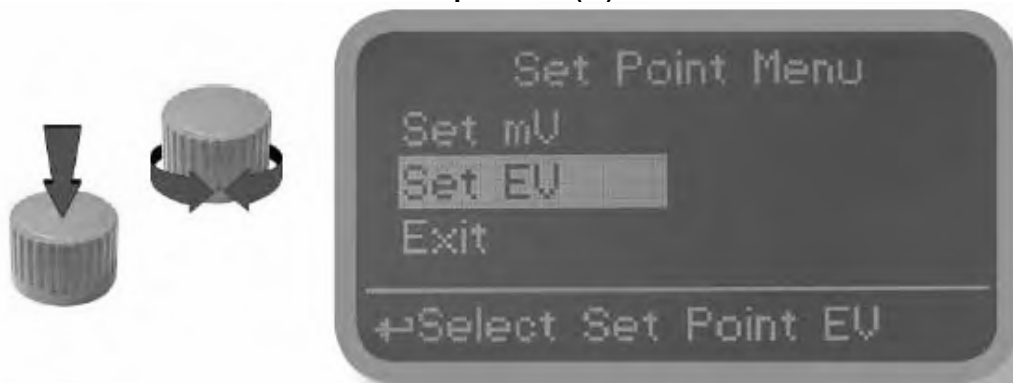 Set Point Menu
Set mV
Set EV
Exit
↵Select Set Point EV